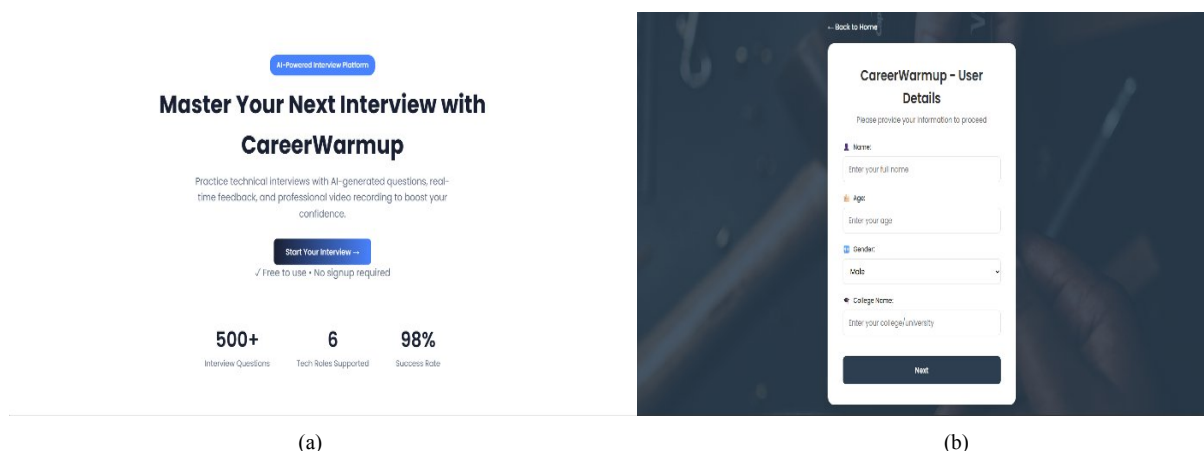 AI-Powered Interview Platform
Master Your Next Interview with
CareerWarmup
Practice technical interviews with AI-generated questions, real-
time feedback, and professional video recording to boost your
confidence.
Start Your Interview →
✓ Free to use • No signup required
500+ 6 98%
Interview Questions Tech Roles Supported Success Rate
(a)
← Back to Home
CareerWarmup - User
Details
Please provide your information to proceed
Name:
Enter your full name
Age:
Enter your age
Gender:
Male
College Name:
Enter your college/university
Next
(b)